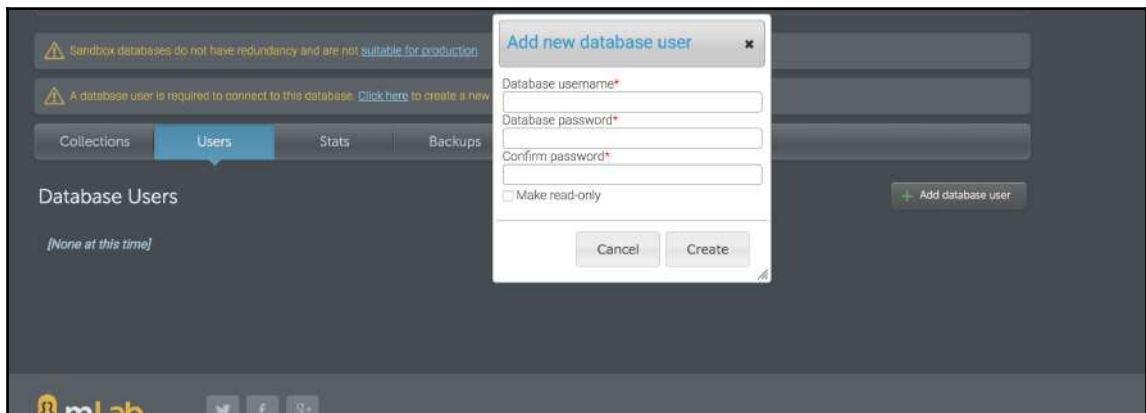 Sandbox databases do not have redundancy and are not suitable for production.
A database user is required to connect to this database. Click here to create a new
Collections Users Stats Backups
Database Users
+ Add database user
[None at this time]
Add new database user ×
Database username*
Database password*
Confirm password*
Make read-only
Cancel Create
mLab